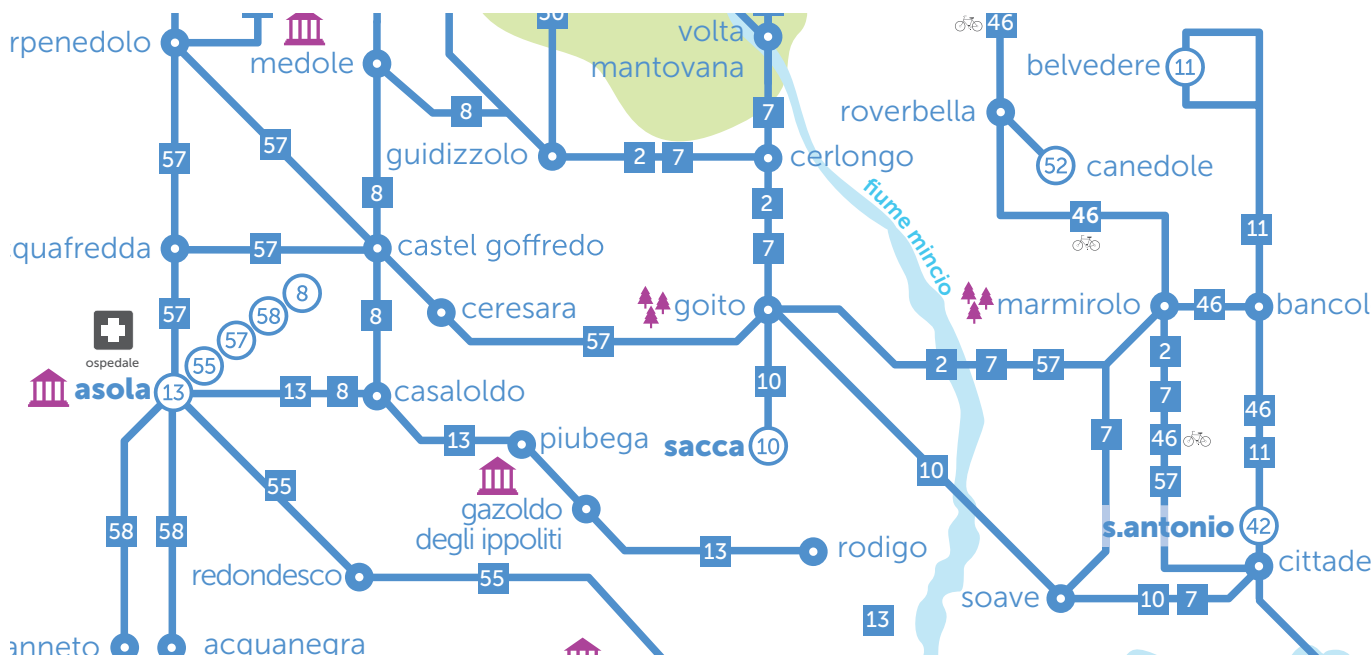 46
rpenedolo
volta
mantovana
medole
belvedere
11
8
7
roverbella
57
57
guidizzolo
2
7
cerlongo
canedole
52
8
2
46
11
fiume mincio
quafredda
57
castel goffredo
7
8
58
57
55
57
ospedale
ceresara
goito
marmirolo
46
bancol
8
57
2
7
57
2
7
46
57
asola
13
13
8
casaloldo
10
46
11
13
piubega
sacca
10
7
10
55
gazoldo
degli ippoliti
s.antonio
42
58
58
13
rodigo
cittade
redondesco
55
soave
10
7
13
anneto
acquanegra